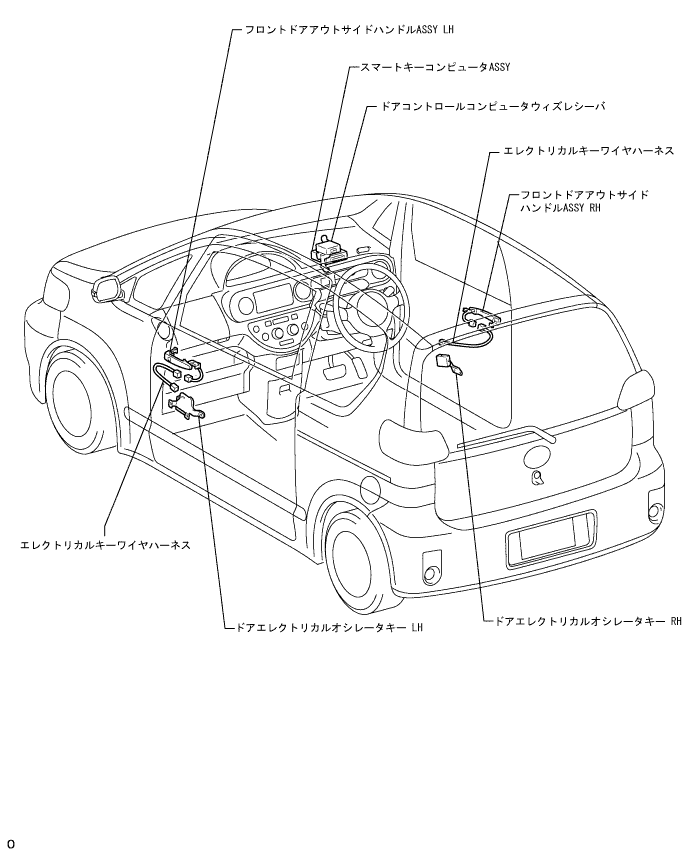 フロントドアアウトサイドハンドルASSY LH
スマートキーコンピュータASSY
ドアコントロールコンピュータウィズレシーバ
エレクトリカルキーワイヤハーネス
フロントドアアウトサイド
ハンドルASSY RH
エレクトリカルキーワイヤハーネス
ドアエレクトリカルオシレータキー LH
ドアエレクトリカルオシレータキー RH
O